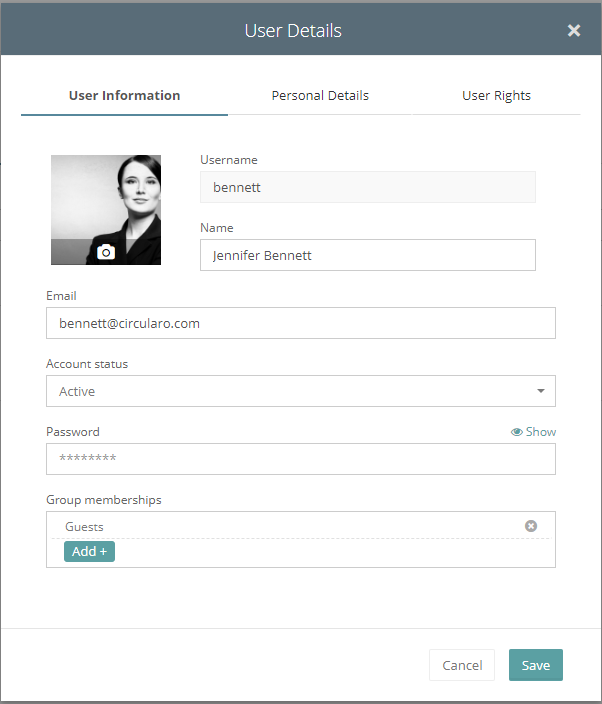 User Details
User Information Personal Details User Rights
Username
bennett
Name
Jennifer Bennett
Email
bennett@circularo.com
Account status
Active
Password Show
********
Group memberships
Guests
Add +
Cancel Save